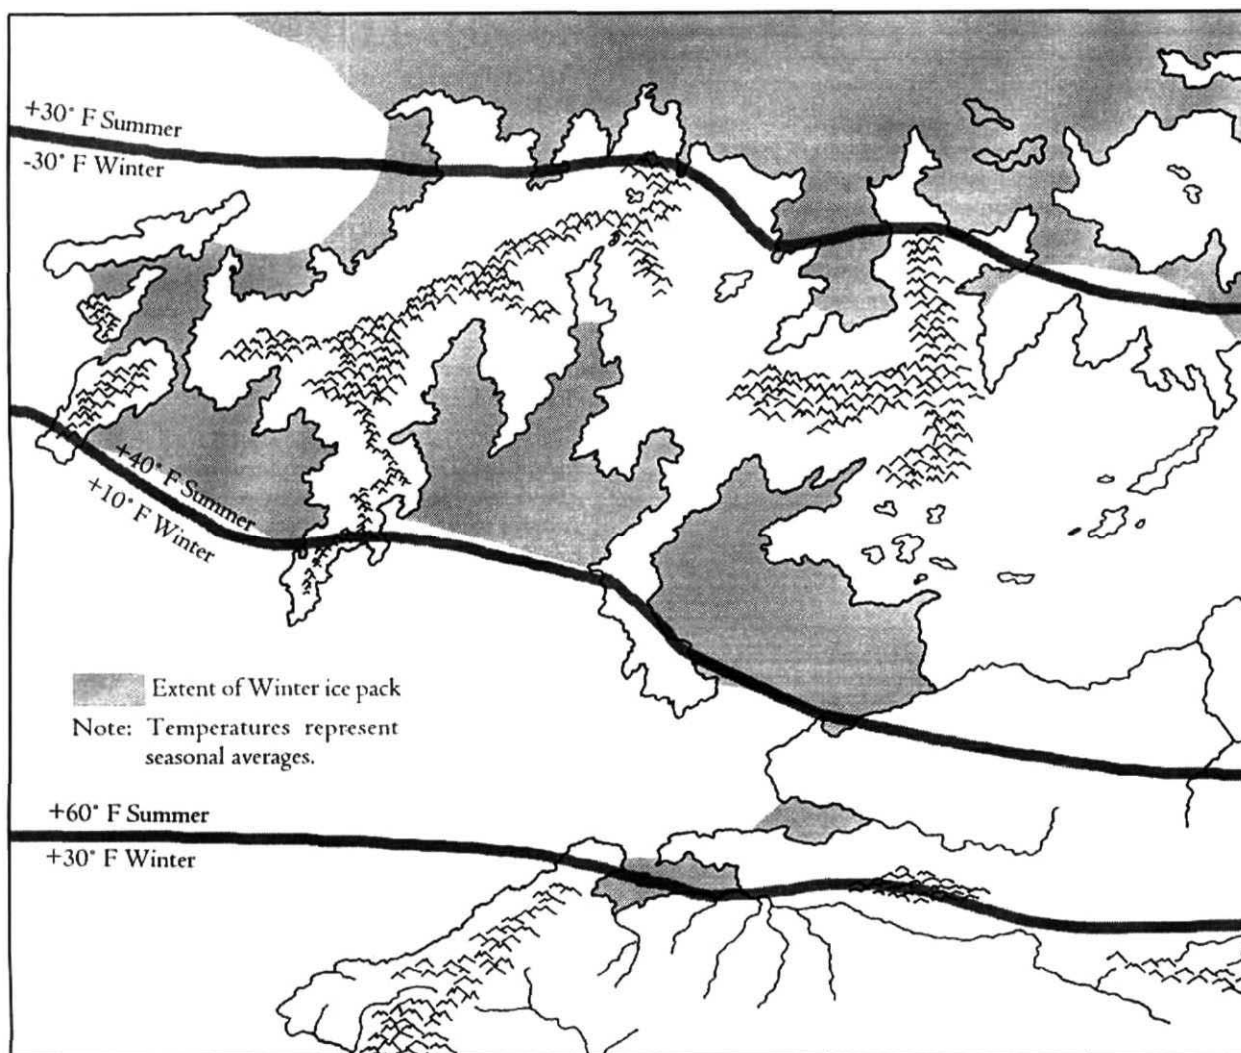 +30° F Summer
-30° F Winter
+40° F Summer
+10° F Winter
Extent of Winter ice pack
Note: Temperatures represent
seasonal averages.
+60° F Summer
+30° F Winter